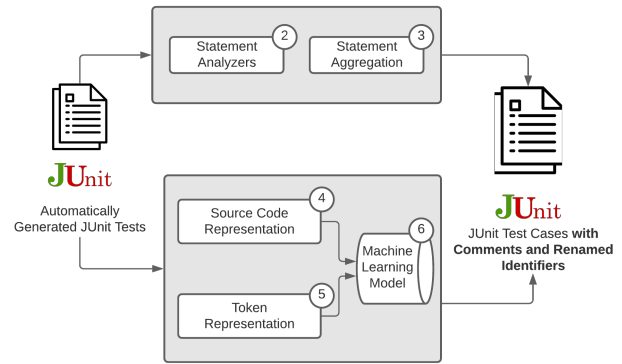 2
Statement
Analyzers
3
Statement
Aggregation
JUnit
Automatically
Generated JUnit Tests
4
Source Code
Representation
5
Token
Representation
6
Machine
Learning
Model
JUnit
JUnit Test Cases with
Comments and Renamed
Identifiers